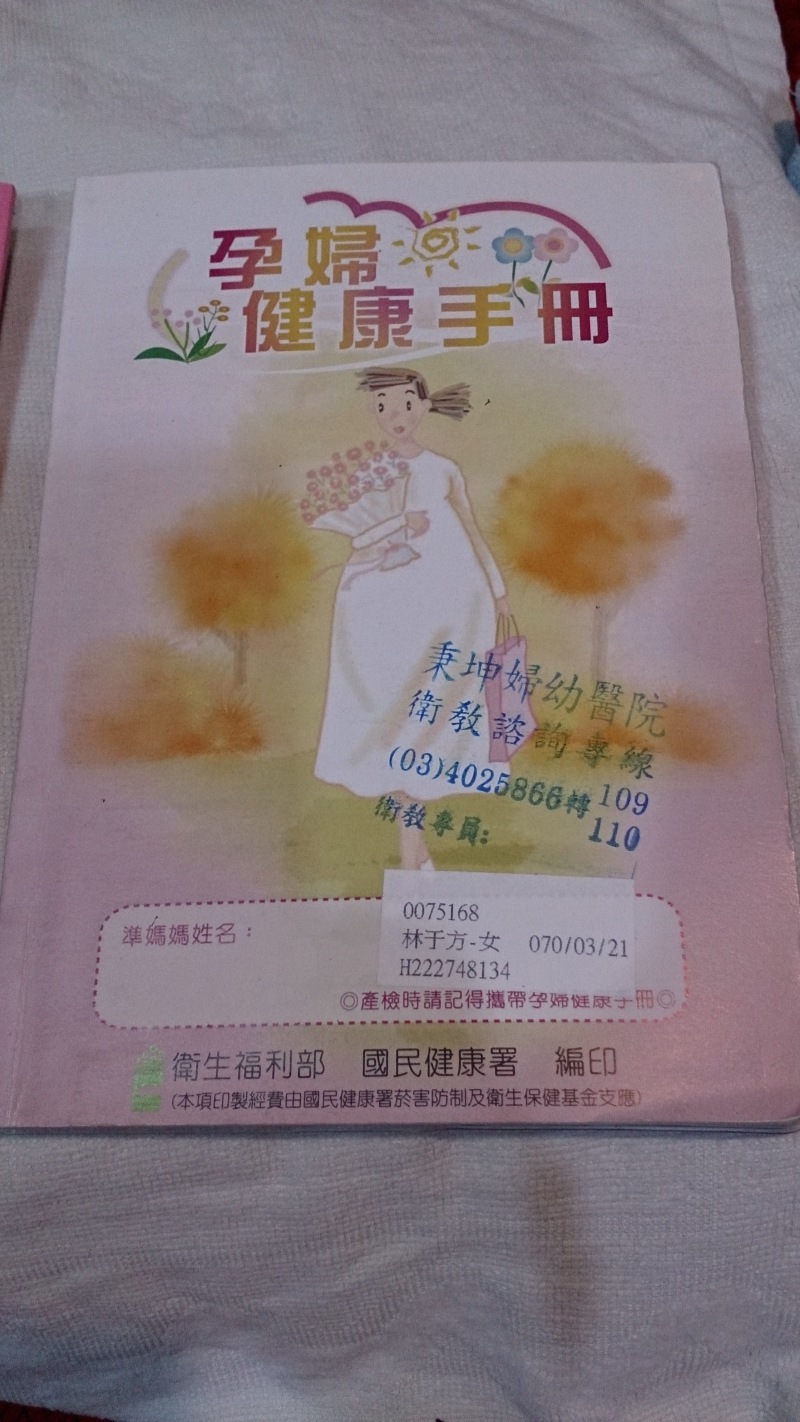 孕婦
健康手冊
秉坤婦幼醫院
衛教諮詢專線
(03)4025866轉109
110
衛教專員:
準媽媽姓名：
0075168
林于方-女 070/03/21
H222748134
◎產檢時請記得攜帶孕婦健康手冊◎
衛生福利部 國民健康署 編印
(本項印製經費由國民健康署菸害防制及衛生保健基金支應)